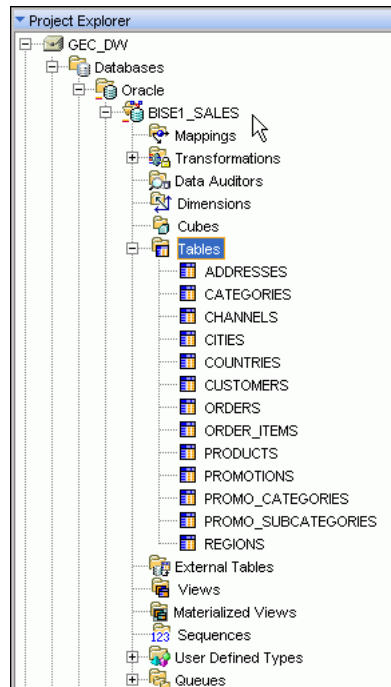 Project Explorer
GEC_DW
Databases
Oracle
BISE1_SALES
Mappings
Transformations
Data Auditors
Dimensions
Cubes
Tables
ADDRESSES
CATEGORIES
CHANNELS
CITIES
COUNTRIES
CUSTOMERS
ORDERS
ORDER_ITEMS
PRODUCTS
PROMOTIONS
PROMO_CATEGORIES
PROMO_SUBCATEGORIES
REGIONS
External Tables
Views
Materialized Views
123 Sequences
User Defined Types
Queues